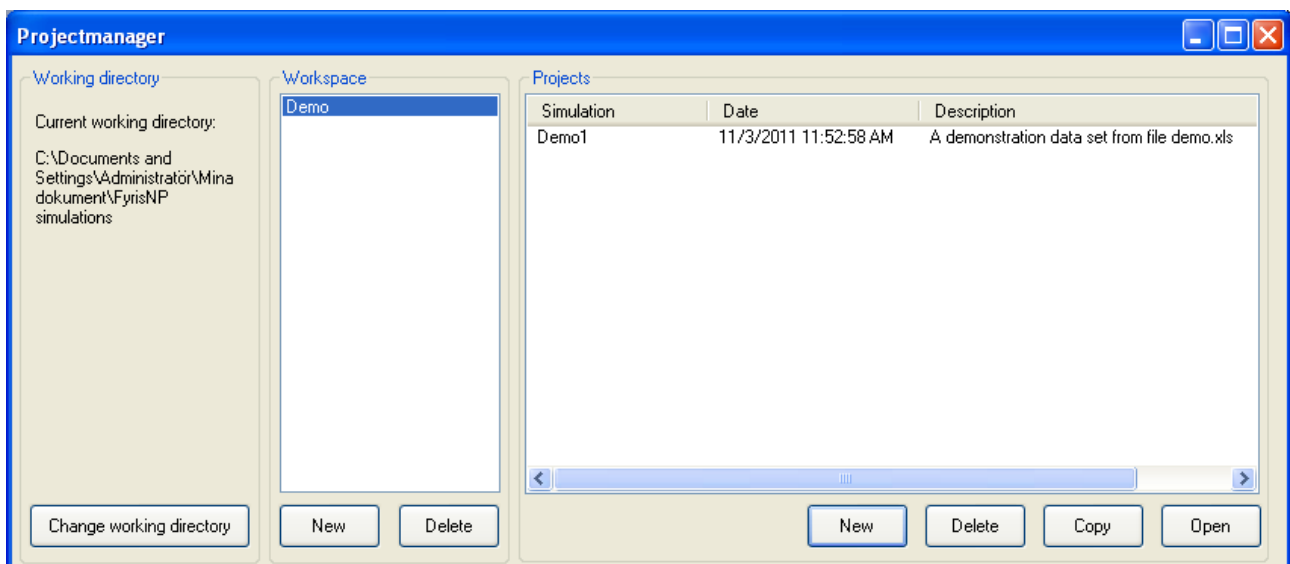 Projectmanager
Working directory
Current working directory:
C:\Documents and
Settings\Administratör\Mina
dokument\FyrisNP
simulations
Change working directory
Workspace
Demo
New Delete
Projects
Simulation Date Description
Demo1 11/3/2011 11:52:58 AM A demonstration data set from file demo.xls
New Delete Copy Open